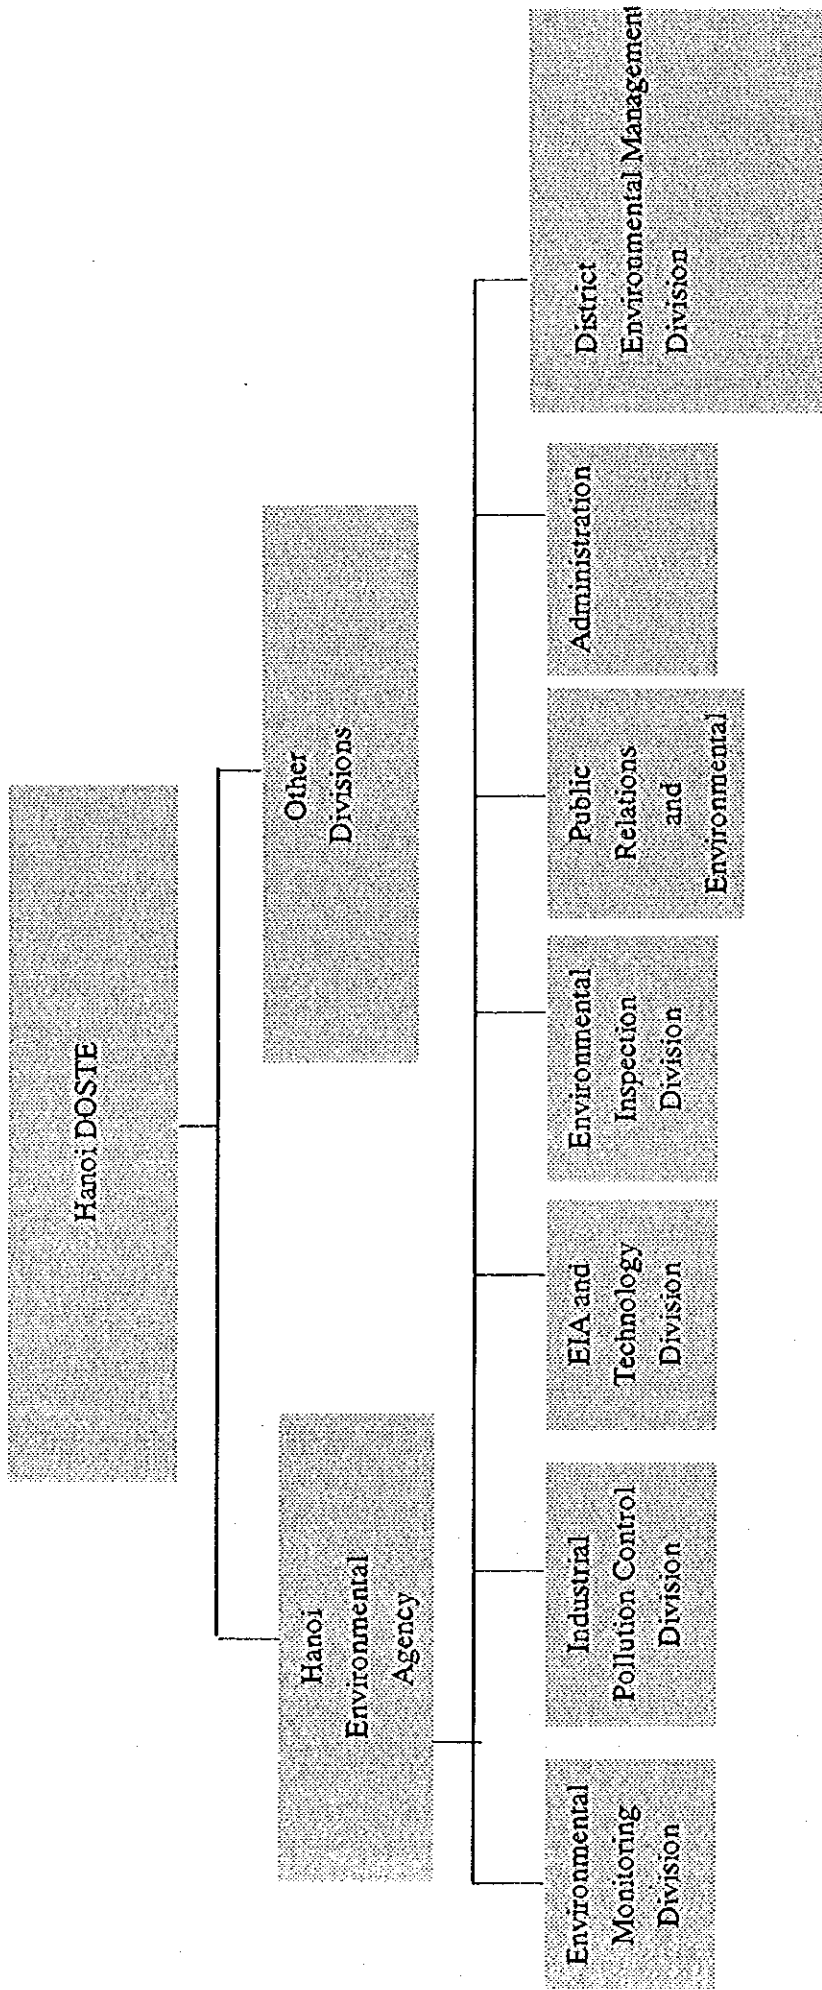 Hanoi DOSTE
Hanoi
Environmental
Agency
Other
Divisions
Environmental
Monitoring
Division
Industrial
Pollution Control
Division
EIA and
Technology
Division
Environmental
Inspection
Division
Public
Relations
and
Environmental
Administration
District
Environmental Management
Division